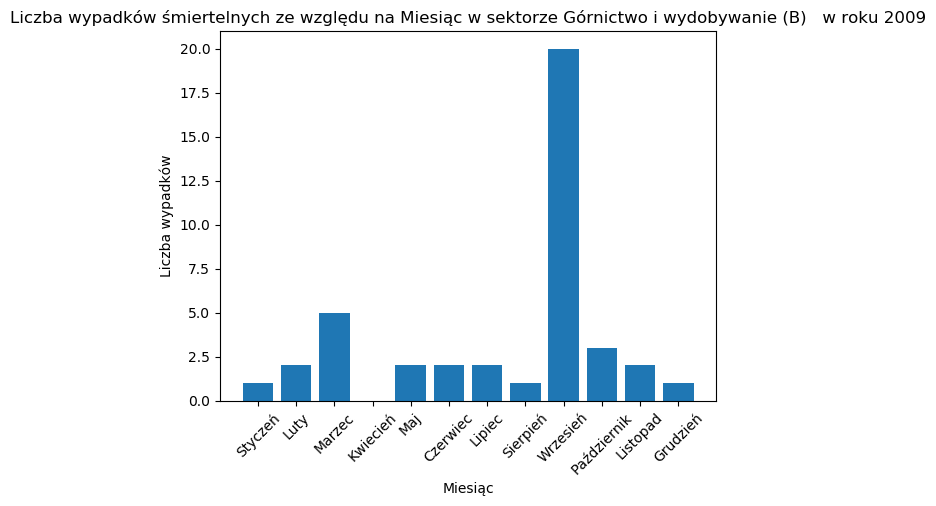 Liczba wypadków śmiertelnych ze względu na Miesiąc w sektorze Górnictwo i wydobywanie (B)   w roku 2009
20.0
17.5
15.0
12.5
10.0
7.5
5.0
2.5
0.0
Liczba wypadków
Styczeń
Luty
Marzec
Kwiecień
Maj
Czerwiec
Lipiec
Sierpień
Wrzesień
Październik
Listopad
Grudzień
Miesiąc